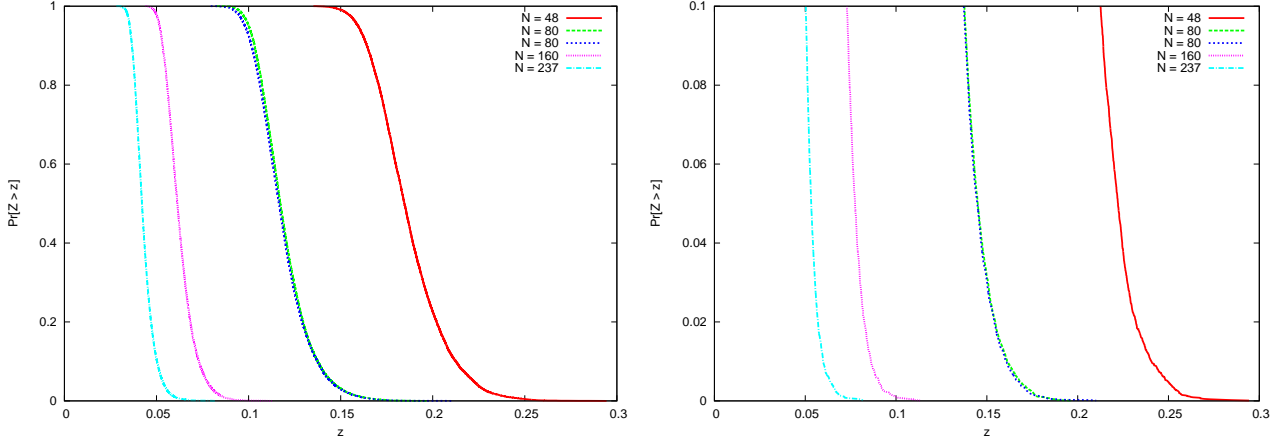 Pr[Z > z]
1
0.8
0.6
0.4
0.2
0
N = 48
N = 80
N = 80
N = 160
N = 237
0 0.05 0.1 0.15 0.2 0.25 0.3
z
Pr[Z > z]
0.1
0.08
0.06
0.04
0.02
0
N = 48
N = 80
N = 80
N = 160
N = 237
0 0.05 0.1 0.15 0.2 0.25 0.3
z